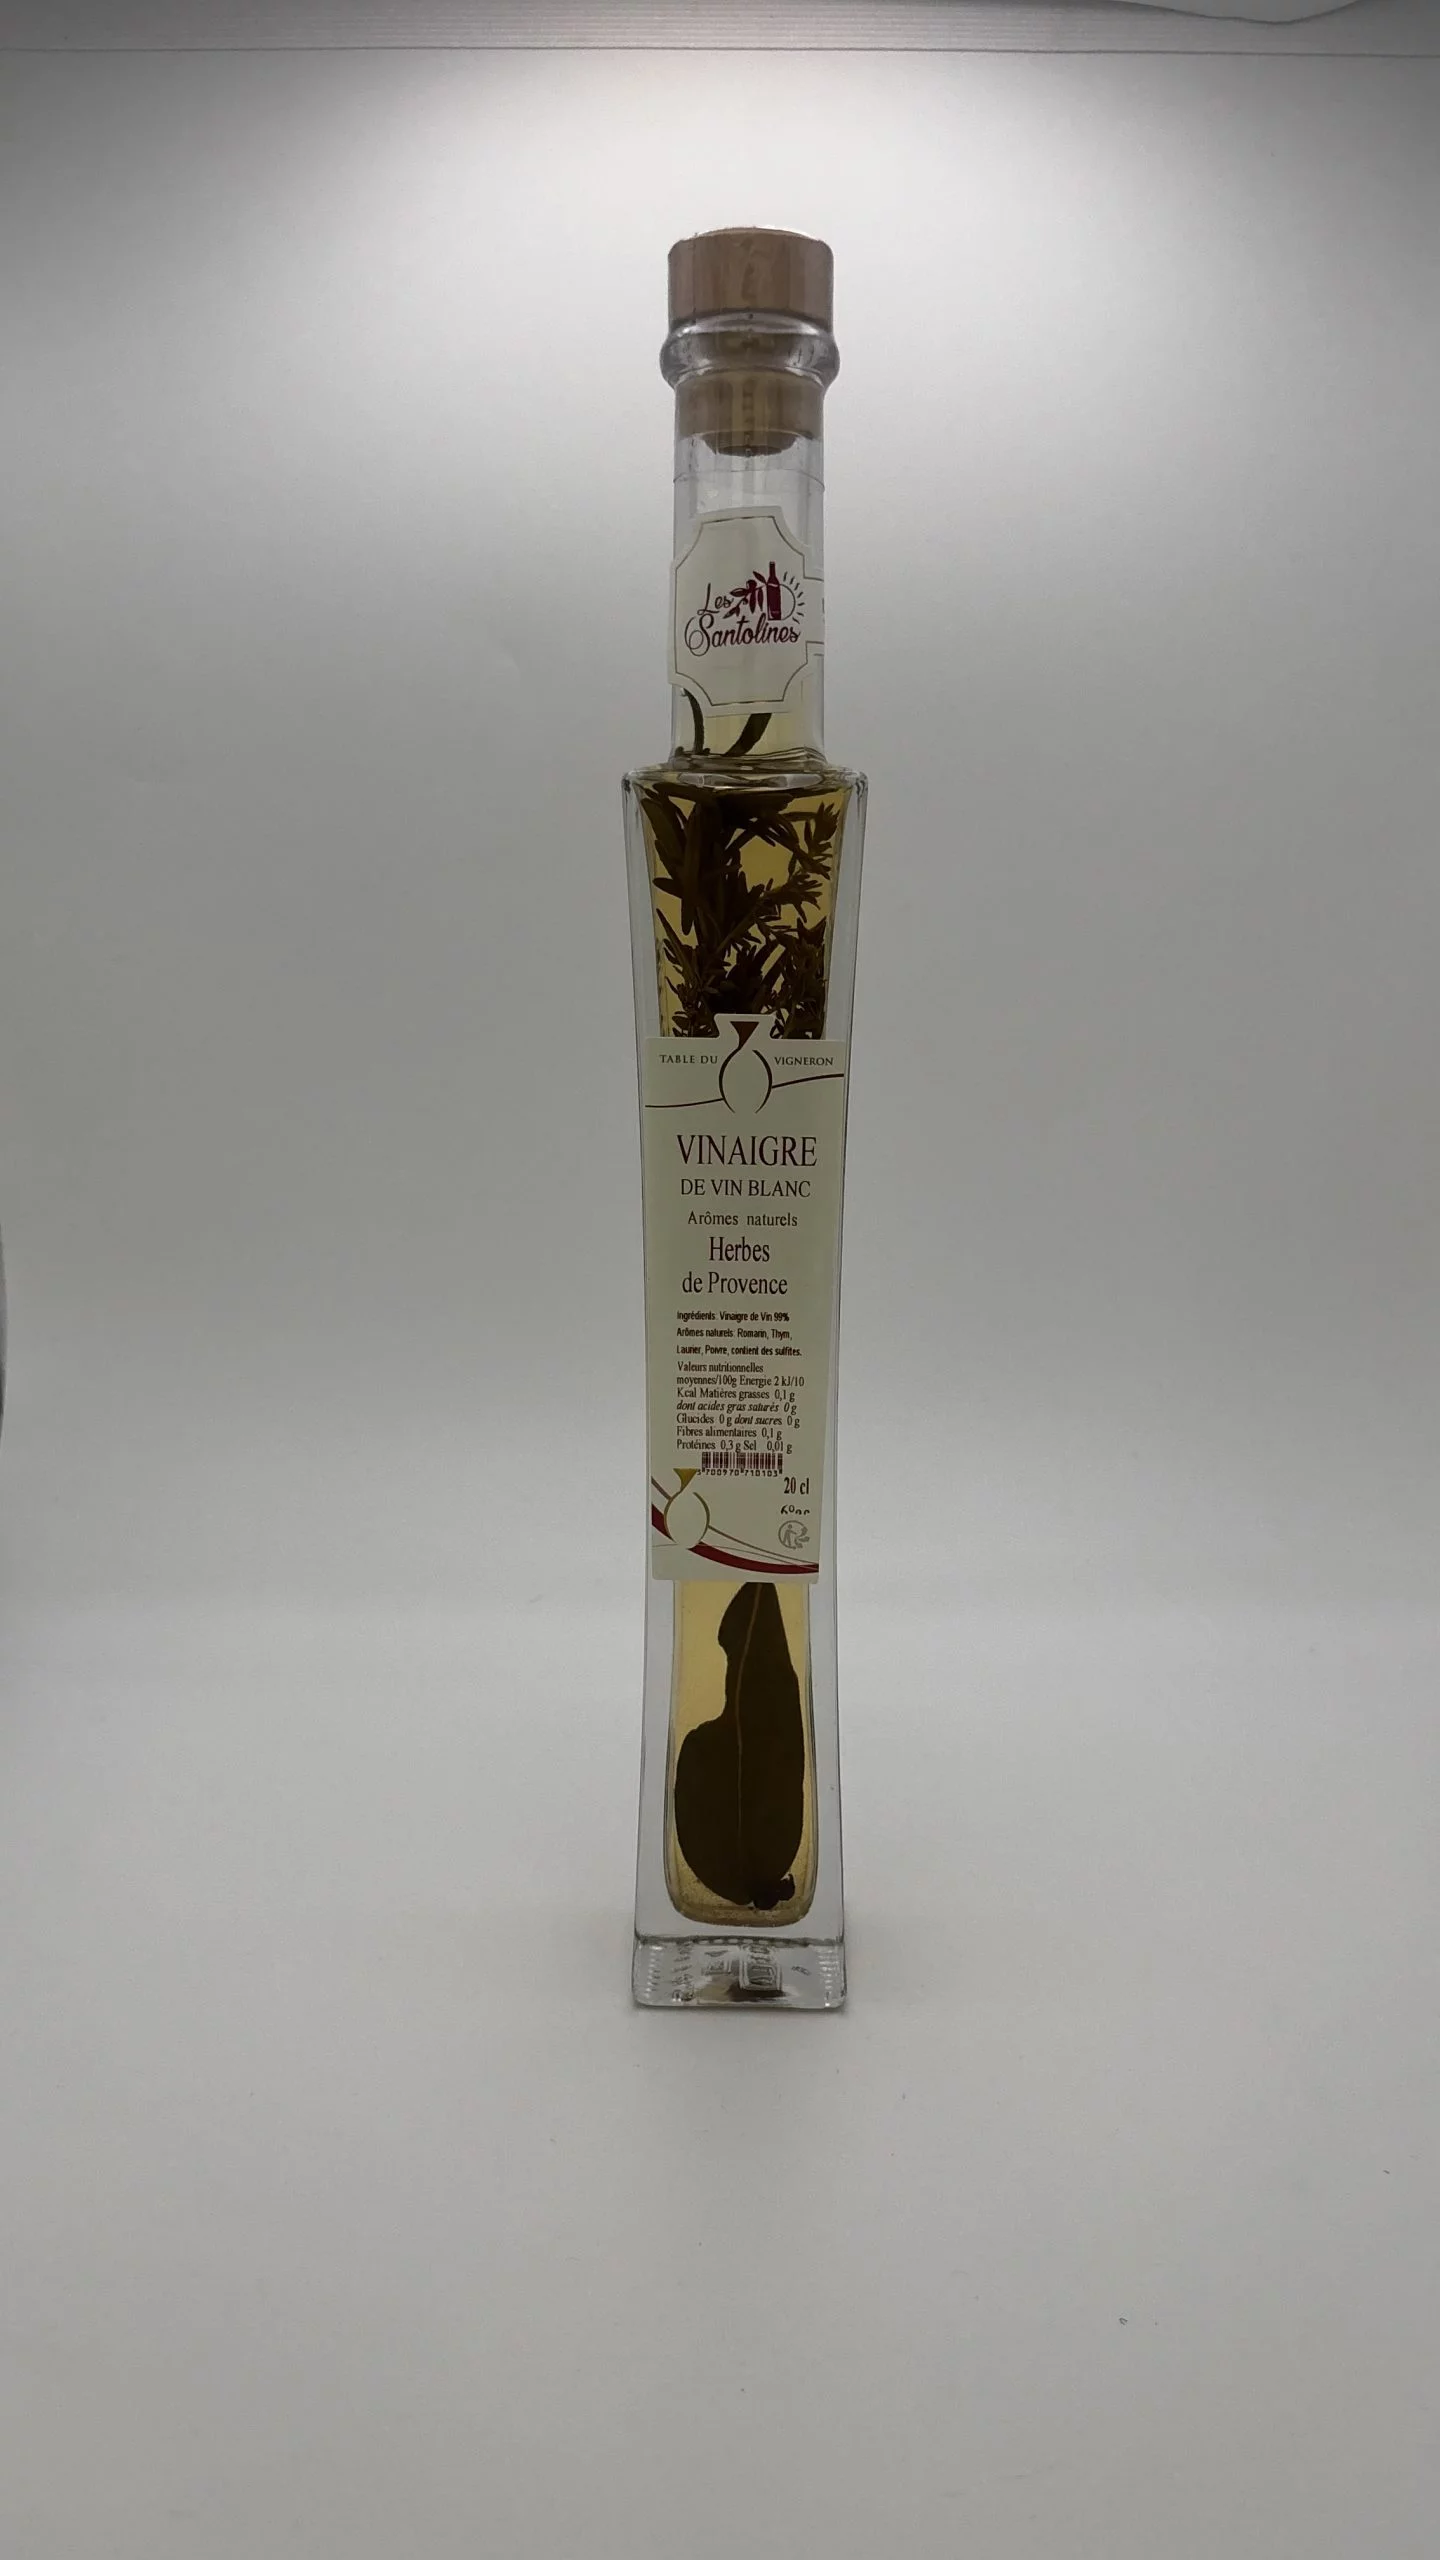 Les
Santolines
TABLE DU VIGNERON
VINAIGRE
DE VIN BLANC
Arômes naturels
Herbes
de Provence
Ingrédients: Vinaigre de Vin 99%
Arômes naturels: Romarin, Thym,
Laurier, Poivre, contient des sulfites.
Valeurs nutritionnelles
moyennes/100g Energie 2 kJ/10
Kcal Matières grasses 0,1 g
dont acides gras saturés 0 g
Glucides 0 g dont sucres 0 g
Fibres alimentaires 0,1 g
Protéines 0,3 g Sel 0,01 g
3700970710103
20 cl